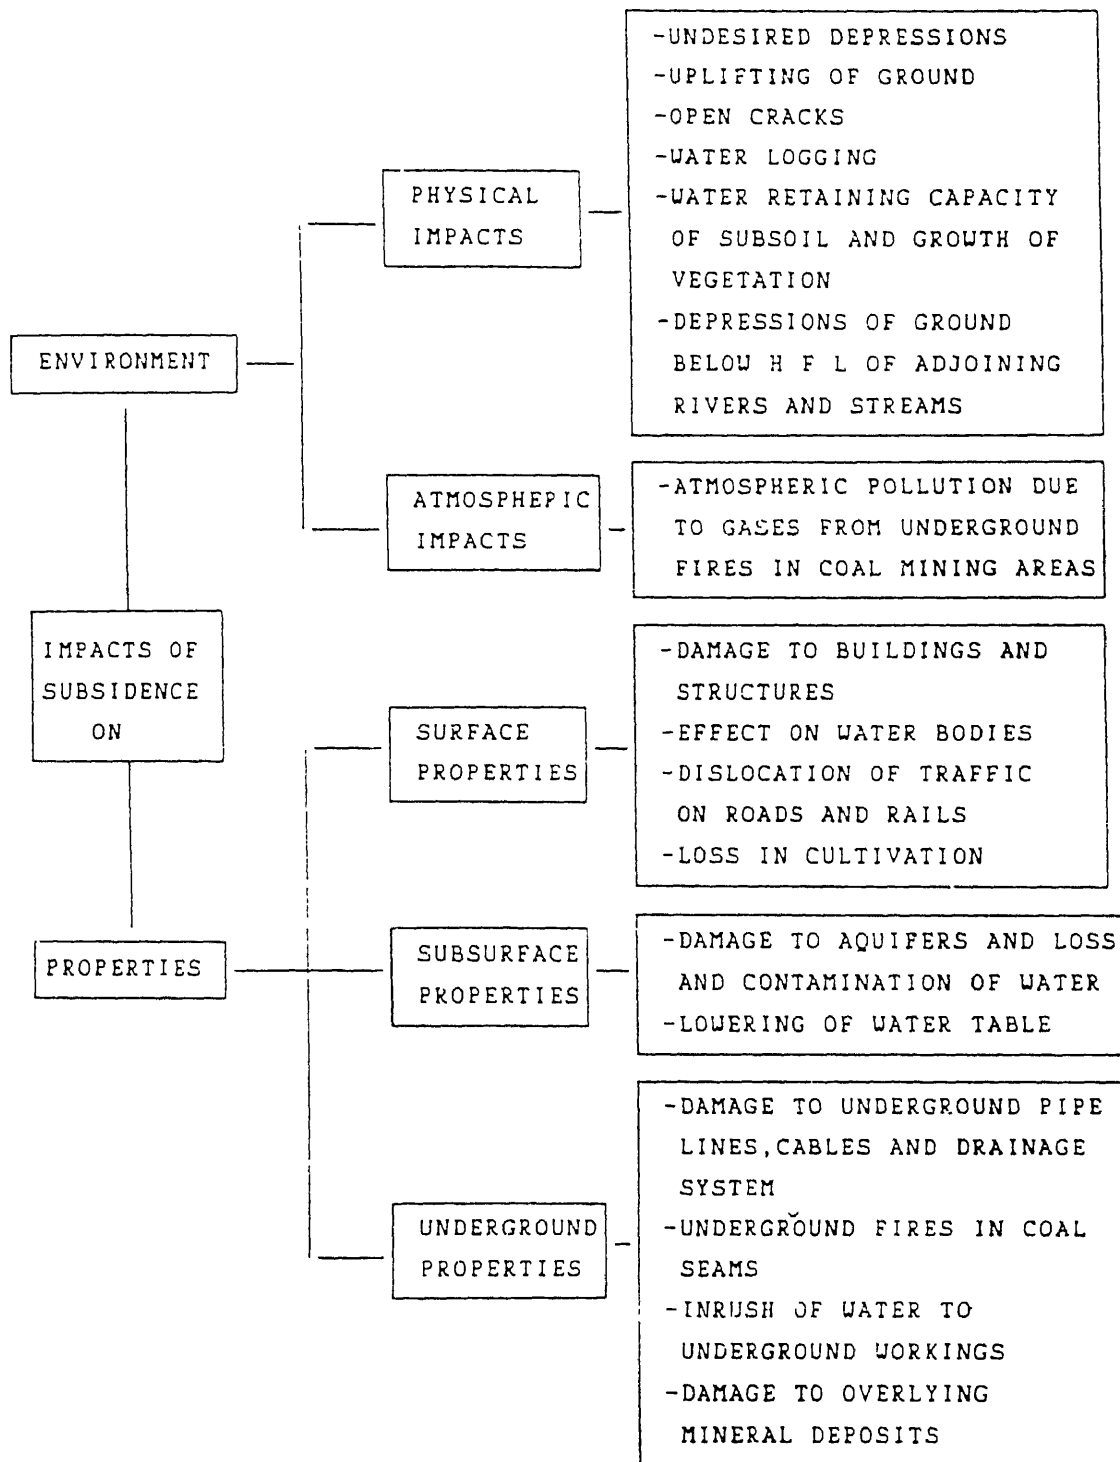 -UNDESIRED DEPRESSIONS
-UPLIFTING OF GROUND
-OPEN CRACKS
-WATER LOGGING
-WATER RETAINING CAPACITY
OF SUBSOIL AND GROWTH OF
VEGETATION
-DEPRESSIONS OF GROUND
BELOW H F L OF ADJOINING
RIVERS AND STREAMS
PHYSICAL
IMPACTS
ENVIRONMENT
ATMOSPHEPIC
IMPACTS
-ATMOSPHERIC POLLUTION DUE
TO GASES FROM UNDERGROUND
FIRES IN COAL MINING AREAS
IMPACTS OF
SUBSIDENCE
ON
SURFACE
PROPERTIES
-DAMAGE TO BUILDINGS AND
STRUCTURES
-EFFECT ON WATER BODIES
-DISLOCATION OF TRAFFIC
ON ROADS AND RAILS
-LOSS IN CULTIVATION
PROPERTIES
SUBSURFACE
PROPERTIES
-DAMAGE TO AQUIFERS AND LOSS
AND CONTAMINATION OF WATER
-LOWERING OF WATER TABLE
UNDERGROUND
PROPERTIES
-DAMAGE TO UNDERGROUND PIPE
LINES,CABLES AND DRAINAGE
SYSTEM
-UNDERGROUND FIRES IN COAL
SEAMS
-INRUSH OF WATER TO
UNDERGROUND WORKINGS
-DAMAGE TO OVERLYING
MINERAL DEPOSITS